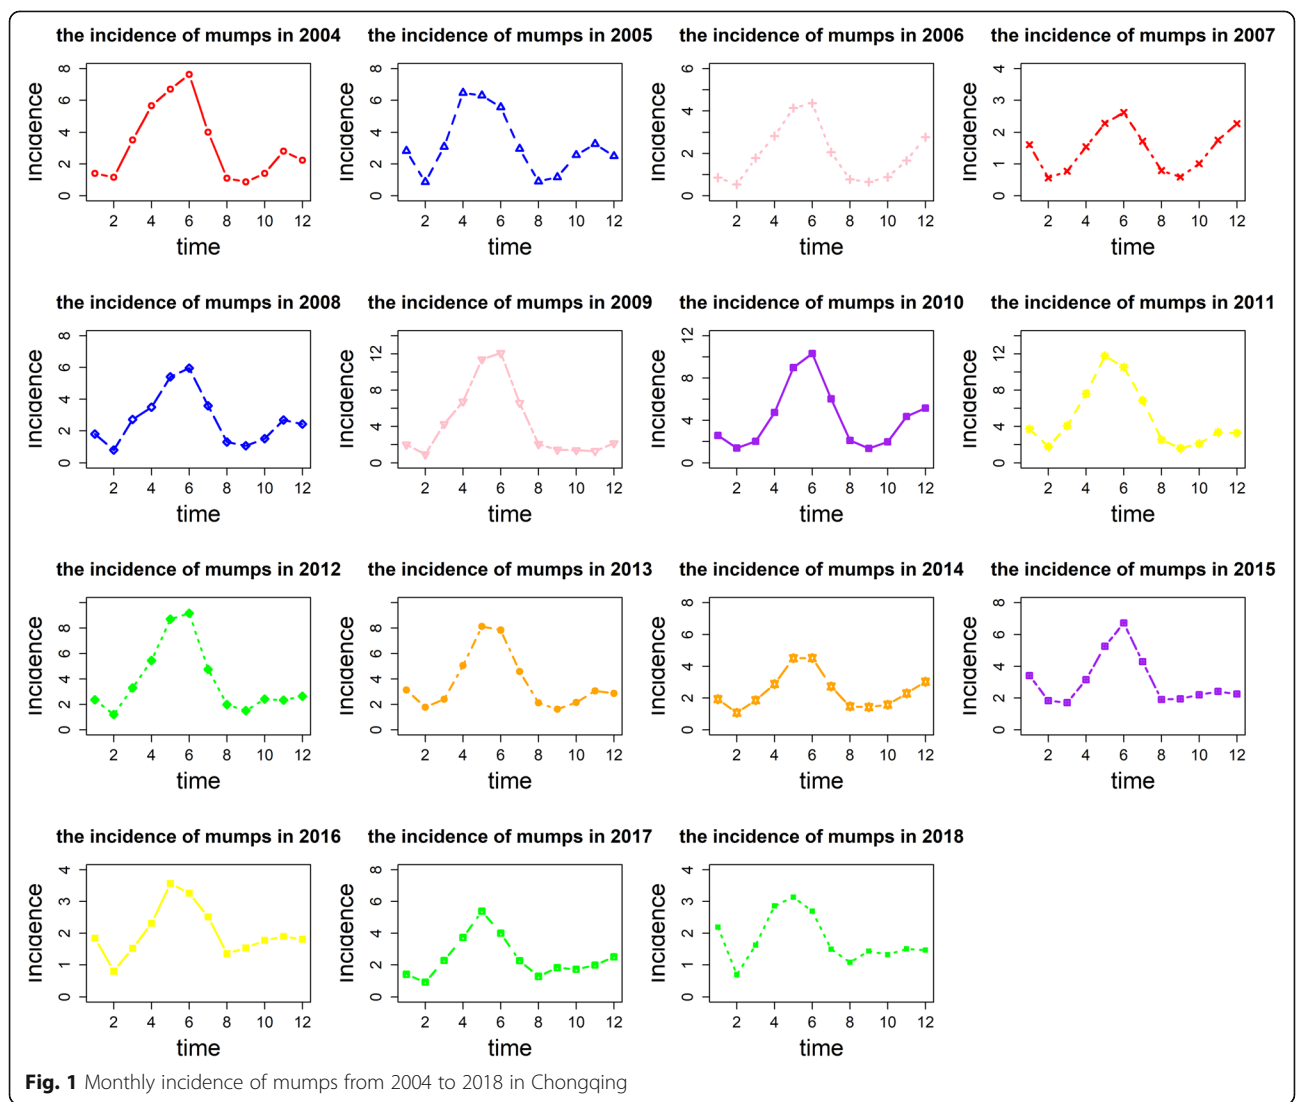 the incidence of mumps in 2004 the incidence of mumps in 2005 the incidence of mumps in 2006 the incidence of mumps in 2007
incidence 0 2 4 6 8
2 4 6 8 10 12
time
incidence 0 2 4 6 8
2 4 6 8 10 12
time
incidence 0 2 4 6
2 4 6 8 10 12
time
incidence 0 1 2 3 4
2 4 6 8 10 12
time
the incidence of mumps in 2008 the incidence of mumps in 2009 the incidence of mumps in 2010 the incidence of mumps in 2011
incidence 0 2 4 6 8
2 4 6 8 10 12
time
incidence 0 4 8 12
2 4 6 8 10 12
time
incidence 0 4 8 12
2 4 6 8 10 12
time
incidence 0 4 8 12
2 4 6 8 10 12
time
the incidence of mumps in 2012 the incidence of mumps in 2013 the incidence of mumps in 2014 the incidence of mumps in 2015
incidence 0 2 4 6 8
2 4 6 8 10 12
time
incidence 0 2 4 6 8
2 4 6 8 10 12
time
incidence 0 2 4 6 8
2 4 6 8 10 12
time
incidence 0 2 4 6 8
2 4 6 8 10 12
time
the incidence of mumps in 2016 the incidence of mumps in 2017 the incidence of mumps in 2018
incidence 0 1 2 3 4
2 4 6 8 10 12
time
incidence 0 2 4 6 8
2 4 6 8 10 12
time
incidence 0 1 2 3 4
2 4 6 8 10 12
time
Fig. 1 Monthly incidence of mumps from 2004 to 2018 in Chongqing